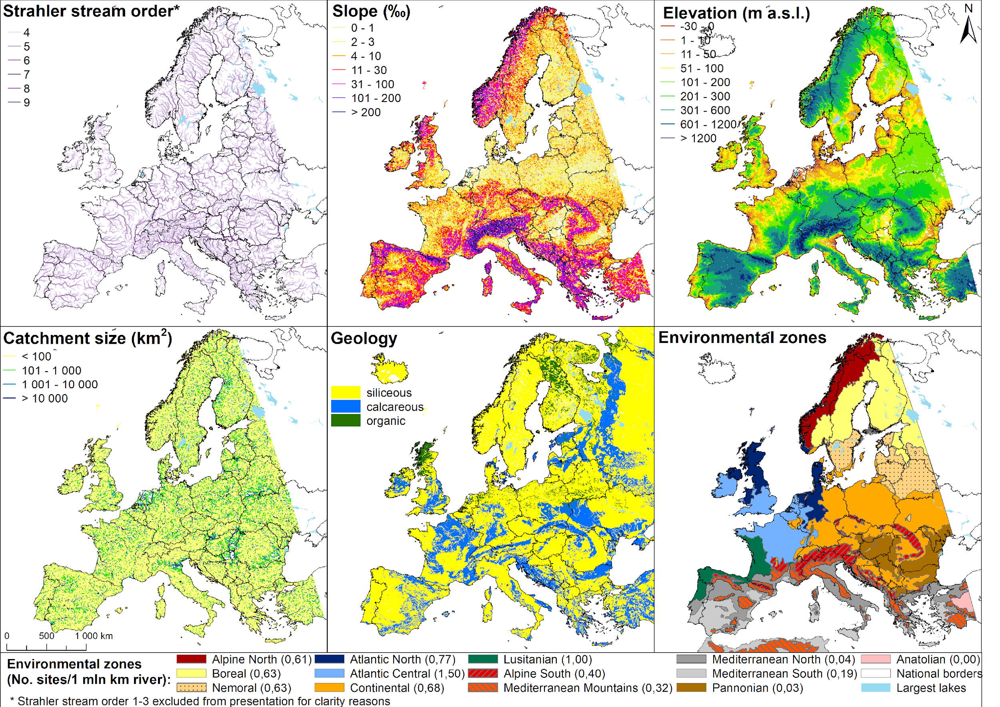 Strahler stream order*
4
5
6
7
8
9
Slope (‰)
0 - 1
2 - 3
4 - 10
11 - 30
31 - 100
101 - 200
> 200
Elevation (m a.s.l.)
-30 - 0
1 - 10
11 - 50
51 - 100
101 - 200
201 - 300
301 - 600
601 - 1200
> 1200
N
Catchment size (km²)
< 100
101 - 1 000
1 001 - 10 000
> 10 000
0 500 1 000 km
Geology
siliceous
calcareous
organic
Environmental zones
Environmental zones
(No. sites/1 mln km river):
Alpine North (0,61)
Boreal (0,63)
Nemoral (0,63)
Atlantic North (0,77)
Atlantic Central (1,50)
Continental (0,68)
Lusitanian (1,00)
Alpine South (0,40)
Mediterranean Mountains (0,32)
Mediterranean North (0,04)
Mediterranean South (0,19)
Pannonian (0,03)
Anatolian (0,00)
National borders
Largest lakes
* Strahler stream order 1-3 excluded from presentation for clarity reasons